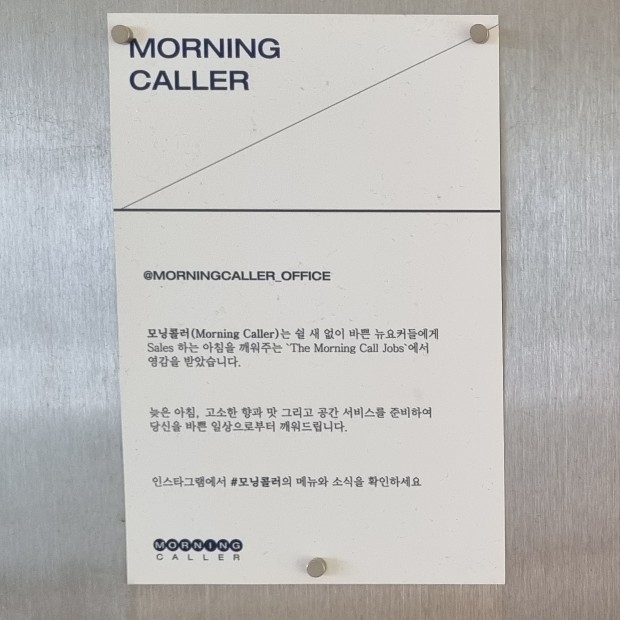 MORNING
CALLER
@MORNINGCALLER_OFFICE
모닝콜러(Morning Caller)는 쉴 새 없이 바쁜 뉴요커들에게
Sales 하는 아침을 깨워주는 `The Morning Call Jobs`에서
영감을 받았습니다.
늦은 아침, 고소한 향과 맛 그리고 공간 서비스를 준비하여
당신을 바쁜 일상으로부터 깨워드립니다.
인스타그램에서 #모닝콜러의 메뉴와 소식을 확인하세요
MORNING
CALLER